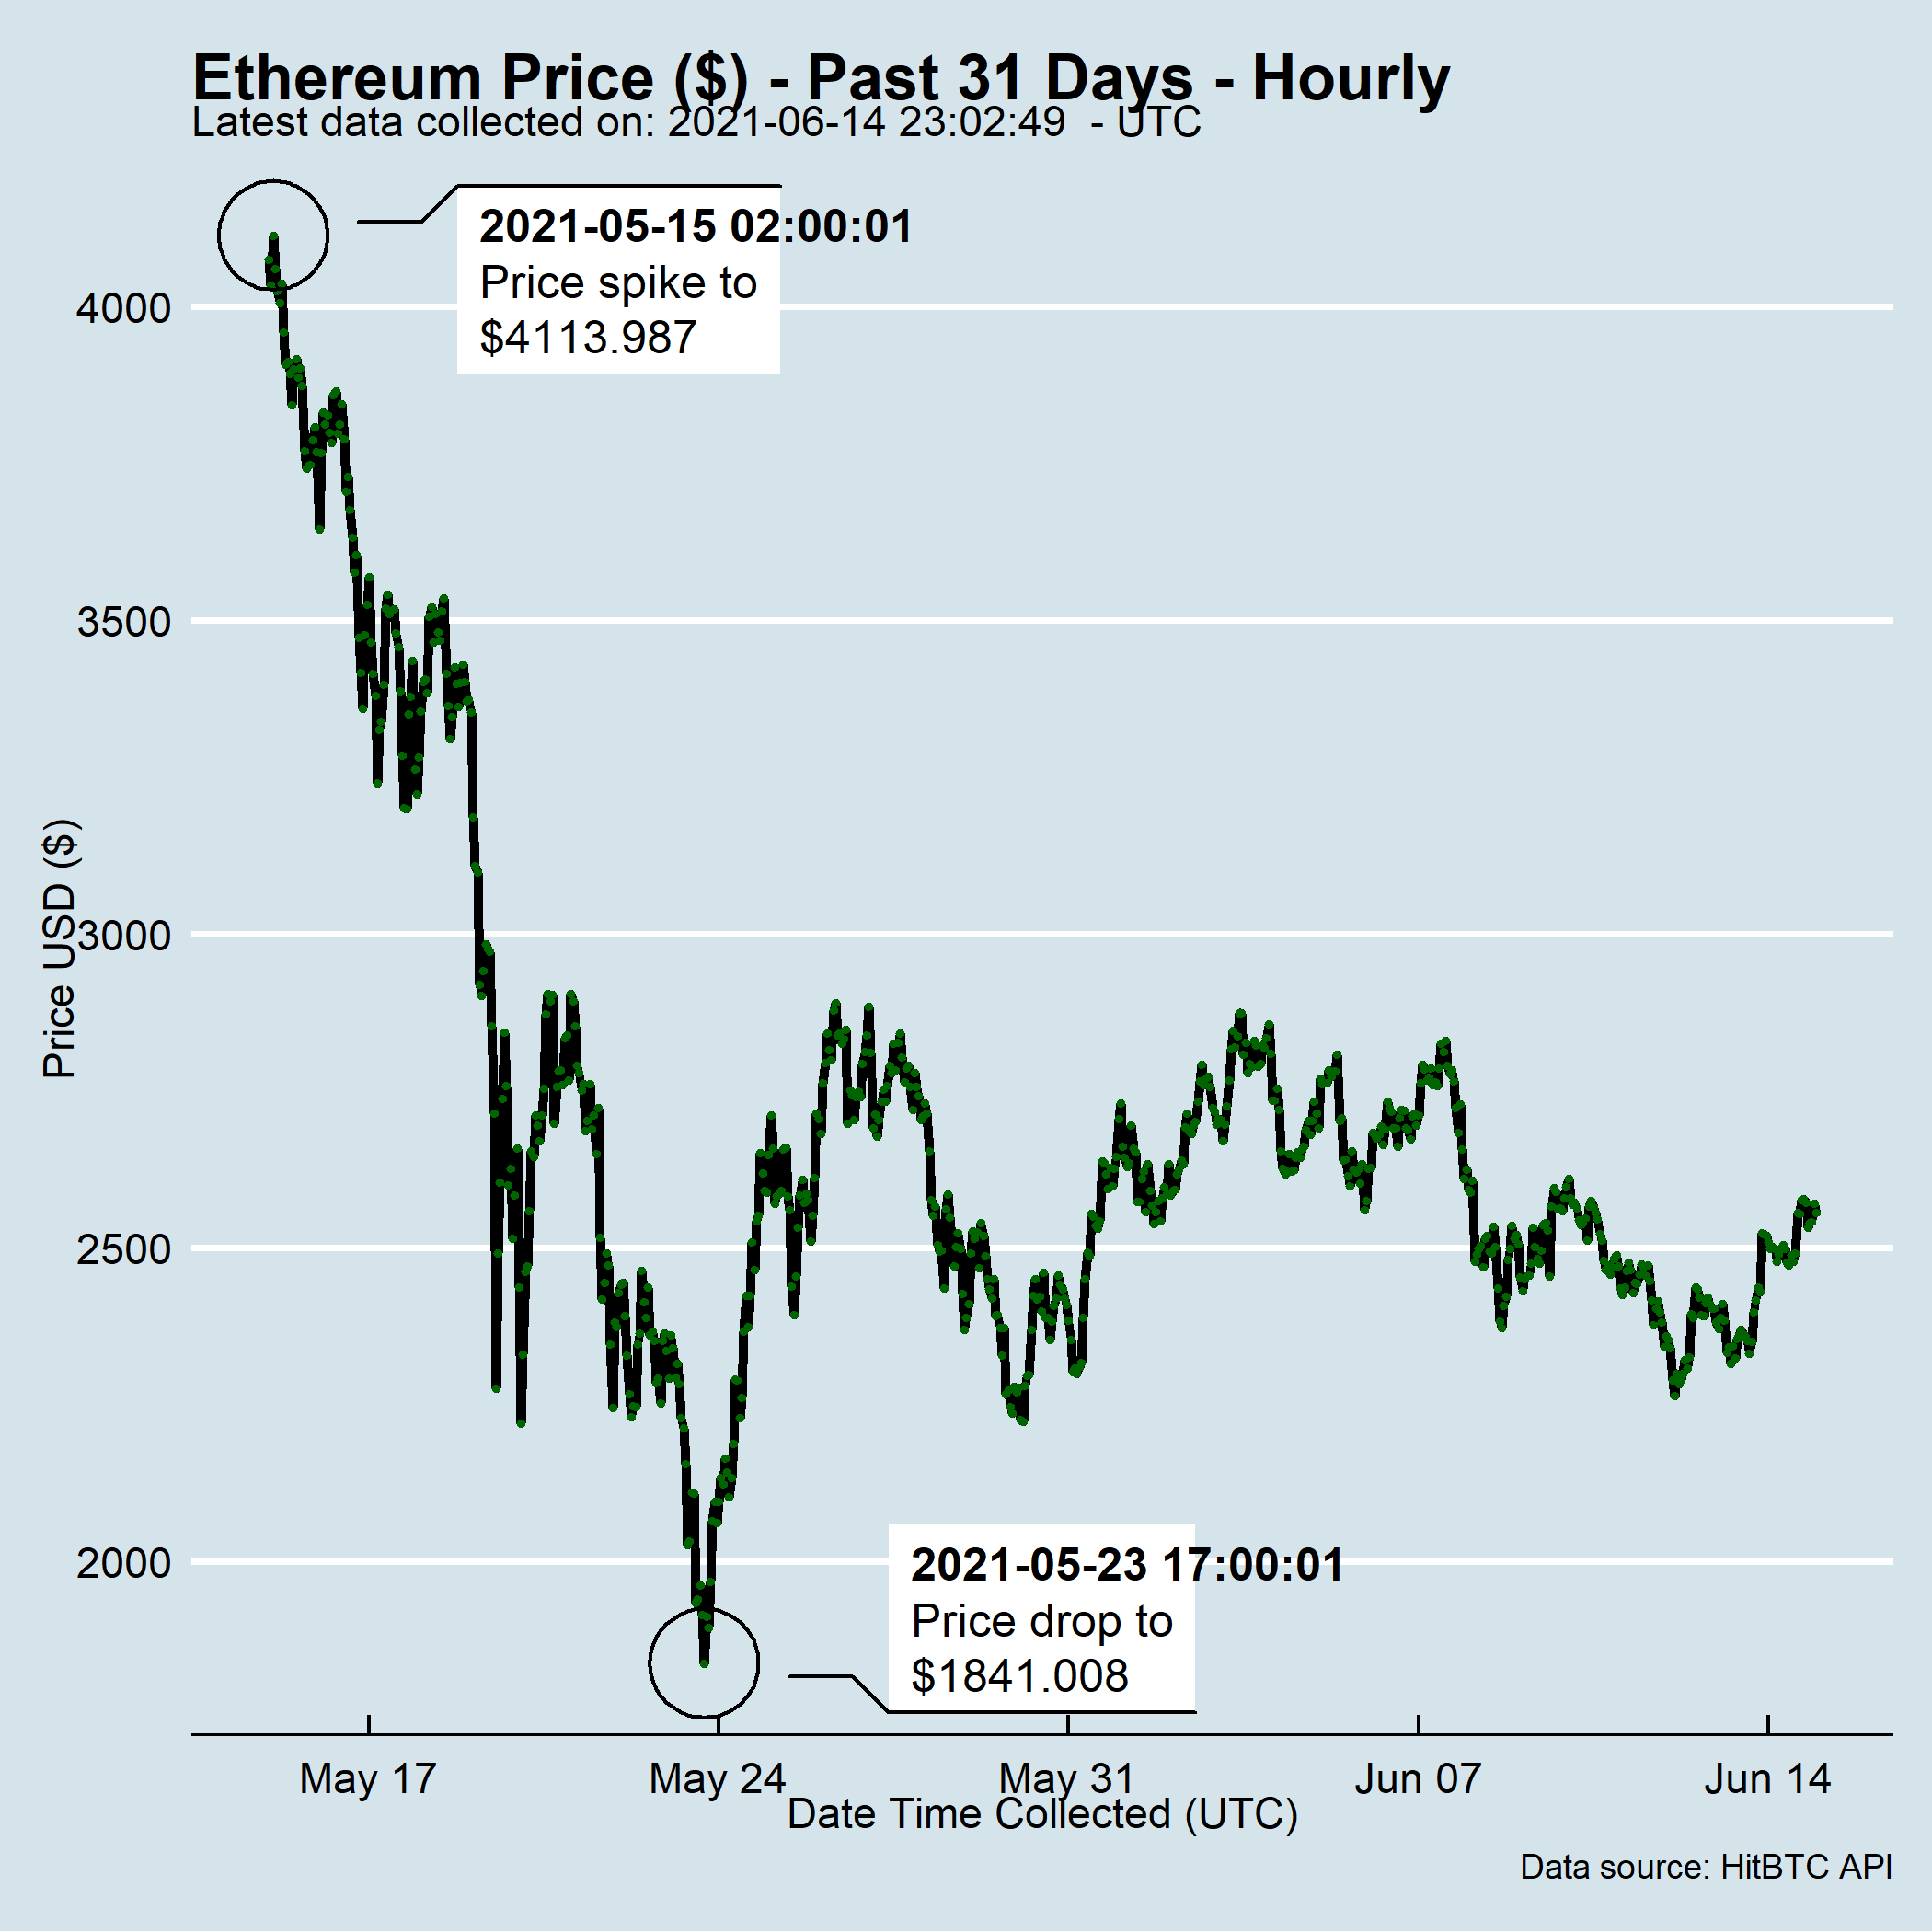 Ethereum Price ($) - Past 31 Days - Hourly
Latest data collected on: 2021-06-14 23:02:49  - UTC
2021-05-15 02:00:01
Price spike to
$4113.987
4000
3500
3000
2500
2000
Price USD ($)
2021-05-23 17:00:01
Price drop to
$1841.008
May 17 May 24 May 31 Jun 07 Jun 14
Date Time Collected (UTC)
Data source: HitBTC API